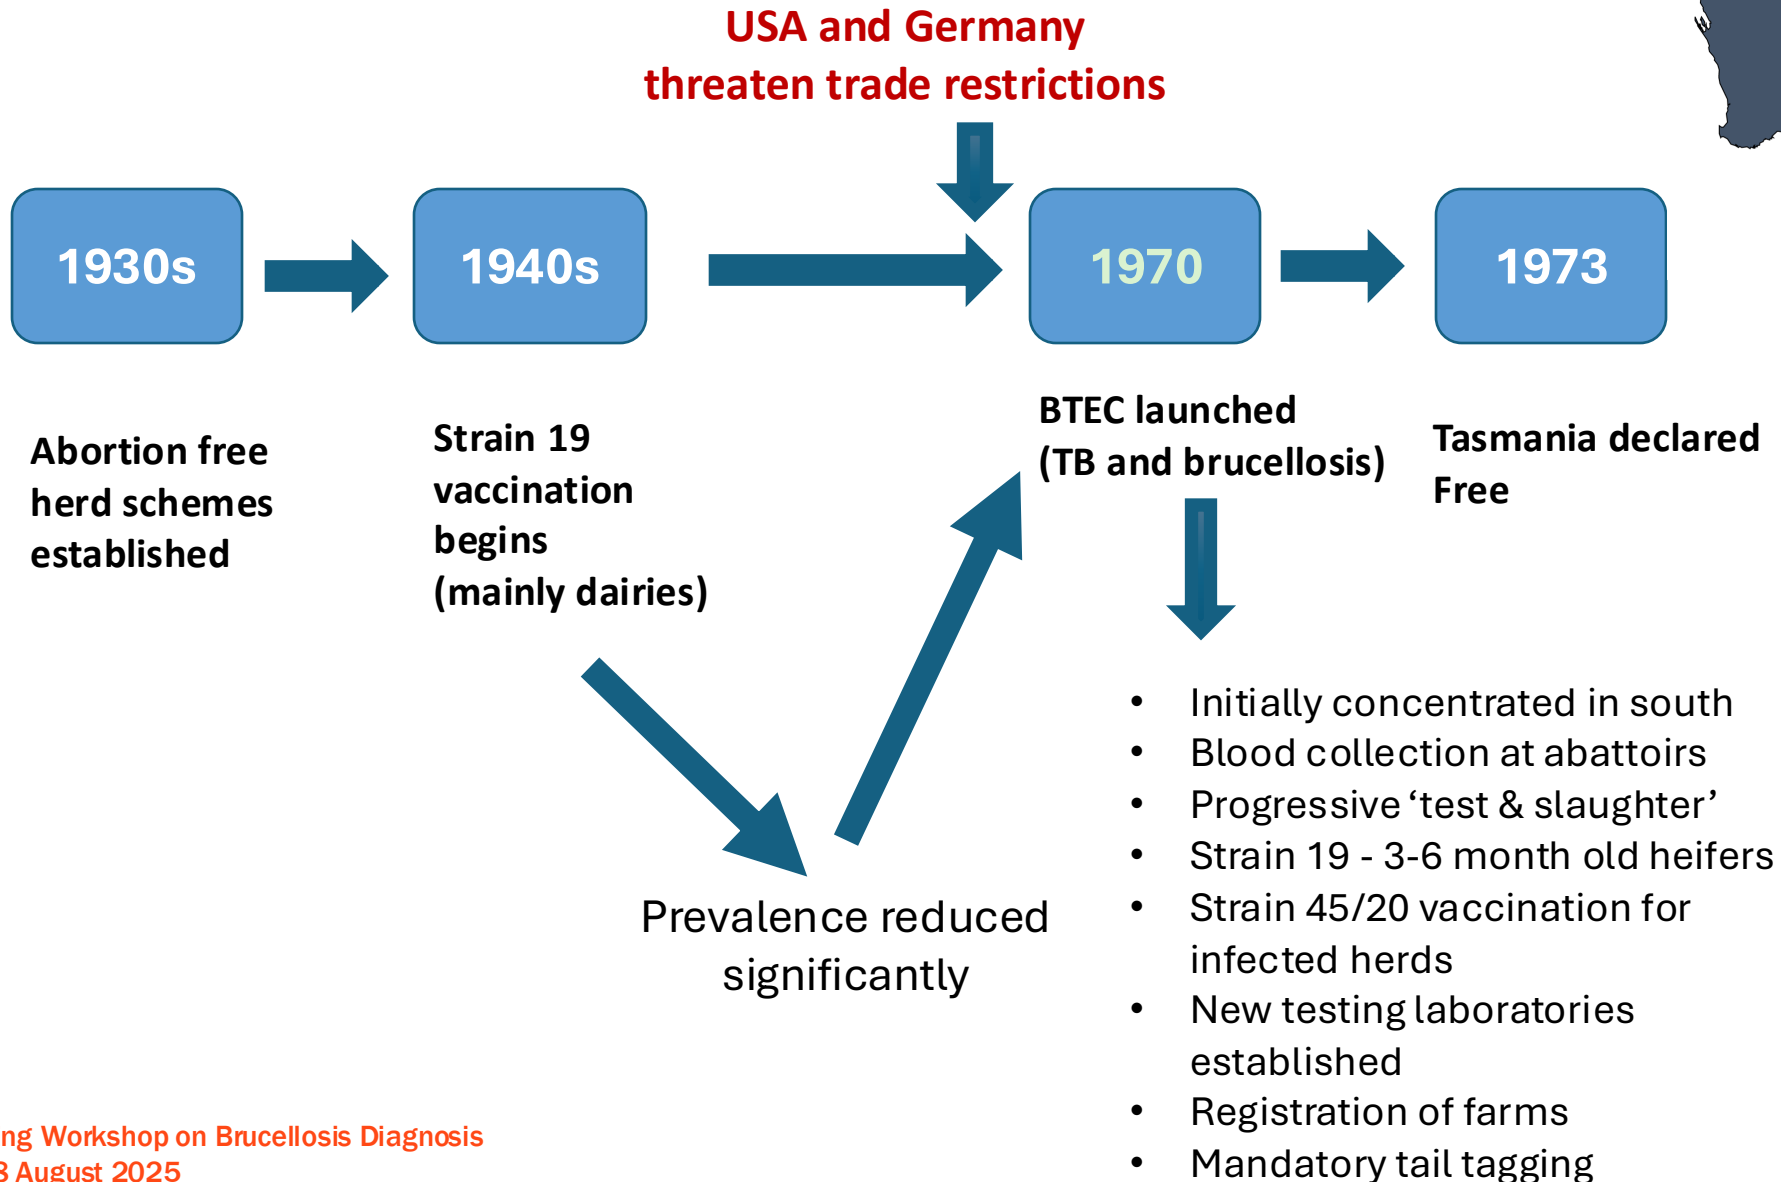 USA and Germany
threaten trade restrictions
1930s
1940s
1970
1973
Abortion free
herd schemes
established
Strain 19
vaccination
begins
(mainly dairies)
BTEC launched
(TB and brucellosis)
Tasmania declared
Free
Prevalence reduced
significantly
• Initially concentrated in south
• Blood collection at abattoirs
• Progressive ‘test & slaughter’
• Strain 19 - 3-6 month old heifers
• Strain 45/20 vaccination for
infected herds
• New testing laboratories
established
• Registration of farms
• Mandatory tail tagging
ng Workshop on Brucellosis Diagnosis
August 2025